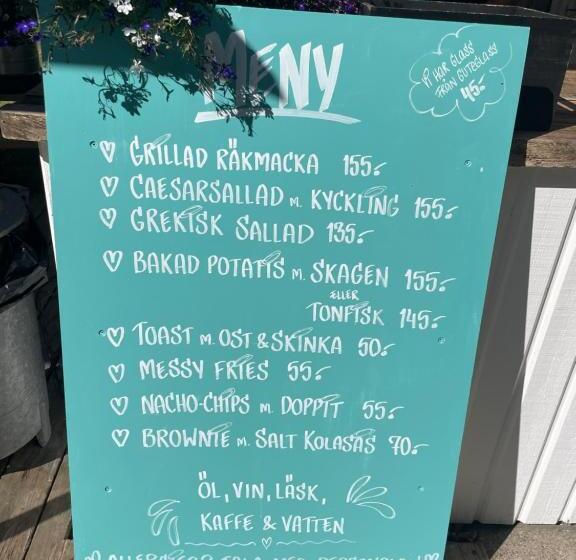 MENY
VI HAR GLASS
FRÅN GUTEGLASS
45:-
GRILLAD RÄKMACKA 155:-
CAESARSALLAD M. KYCKLING 155:-
GREKISK SALLAD 135:-
BAKAD POTATIS M. SKAGEN 155:-
ELLER
TONFISK 145:-
TOAST M. OST & SKINKA 50:-
MESSY FRIES 55:-
NACHO-CHIPS M. DOPPIT 55:-
BROWNIE M. SALT KOLASÅS 70:-
ÖL, VIN, LÄSK,
KAFFE & VATTEN